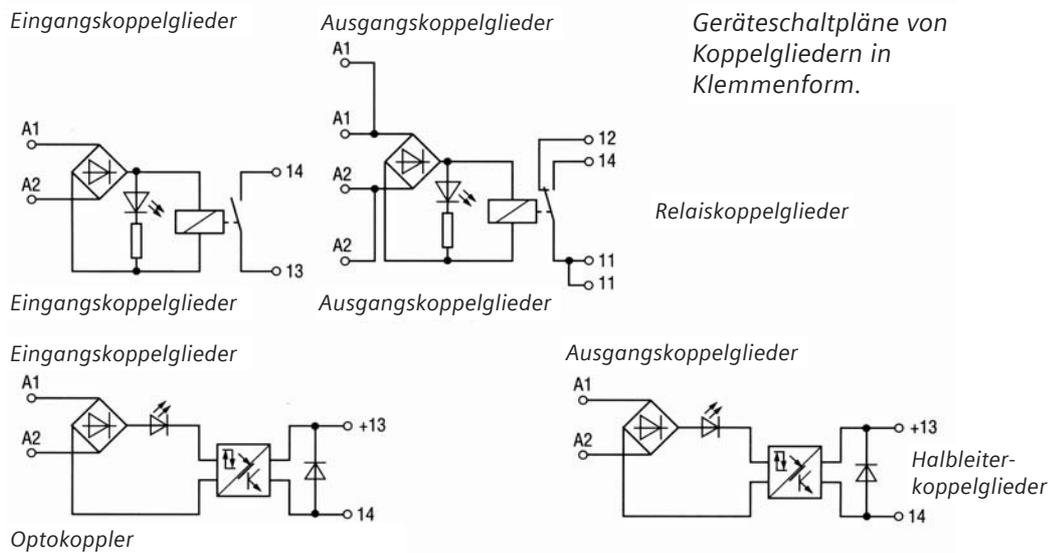 Eingangskoppelglieder
Ausgangskoppelglieder
Geräteschaltpläne von
Koppelgliedern in
Klemmenform.
A1
A2
14
13
A1
A1
A2
A2
12
14
11
11
Relaiskoppelglieder
Eingangskoppelglieder
Ausgangskoppelglieder
Eingangskoppelglieder
Ausgangskoppelglieder
A1
A2
+13
14
A1
A2
+13
14
Halbleiter-
koppelglieder
Optokoppler